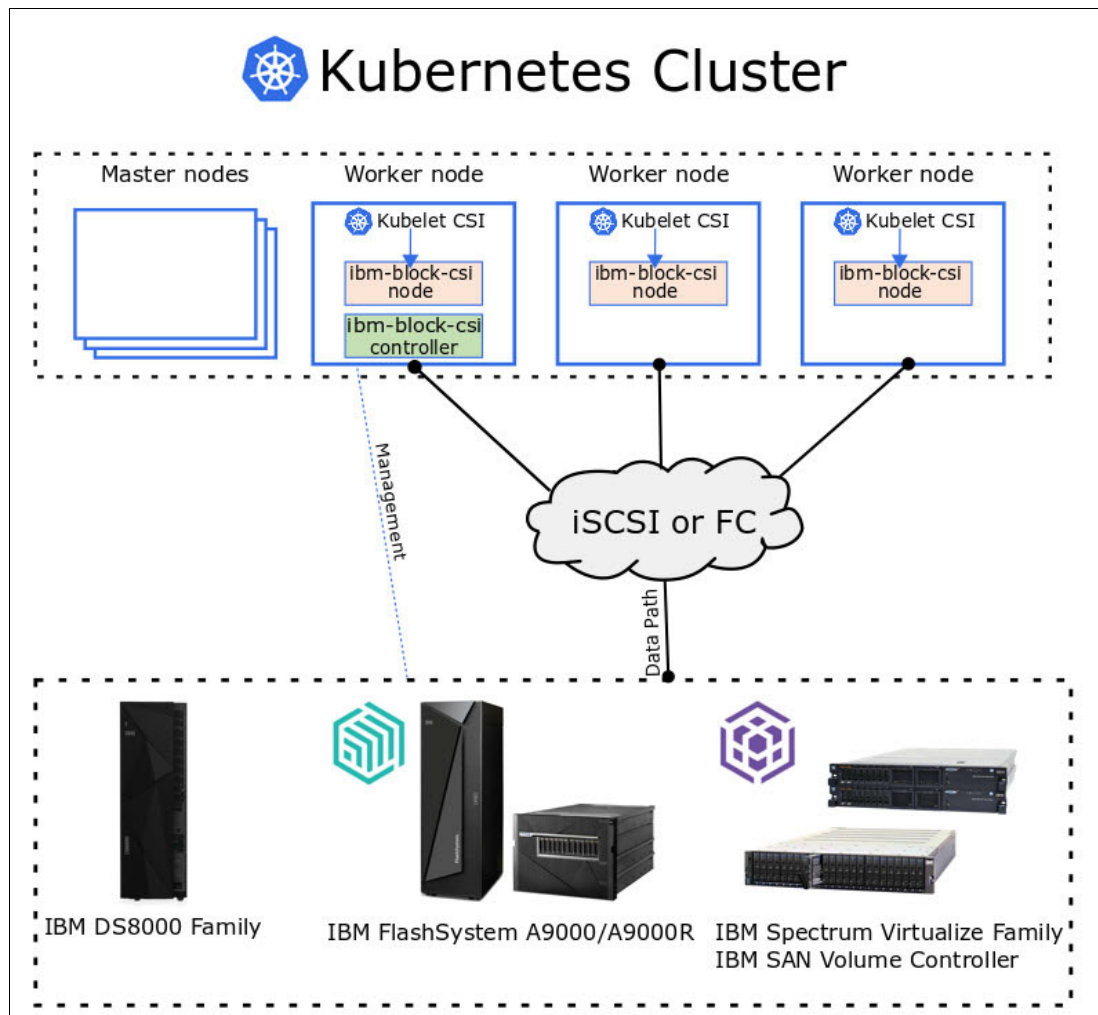 Kubernetes Cluster
Master nodes
Worker node
Worker node
Worker node
Kubelet CSI
Kubelet CSI
Kubelet CSI
ibm-block-csi
node
ibm-block-csi
node
ibm-block-csi
node
ibm-block-csi
controller
Management
iSCSI or FC
Data Path
IBM DS8000 Family
IBM FlashSystem A9000/A9000R
IBM Spectrum Virtualize Family
IBM SAN Volume Controller